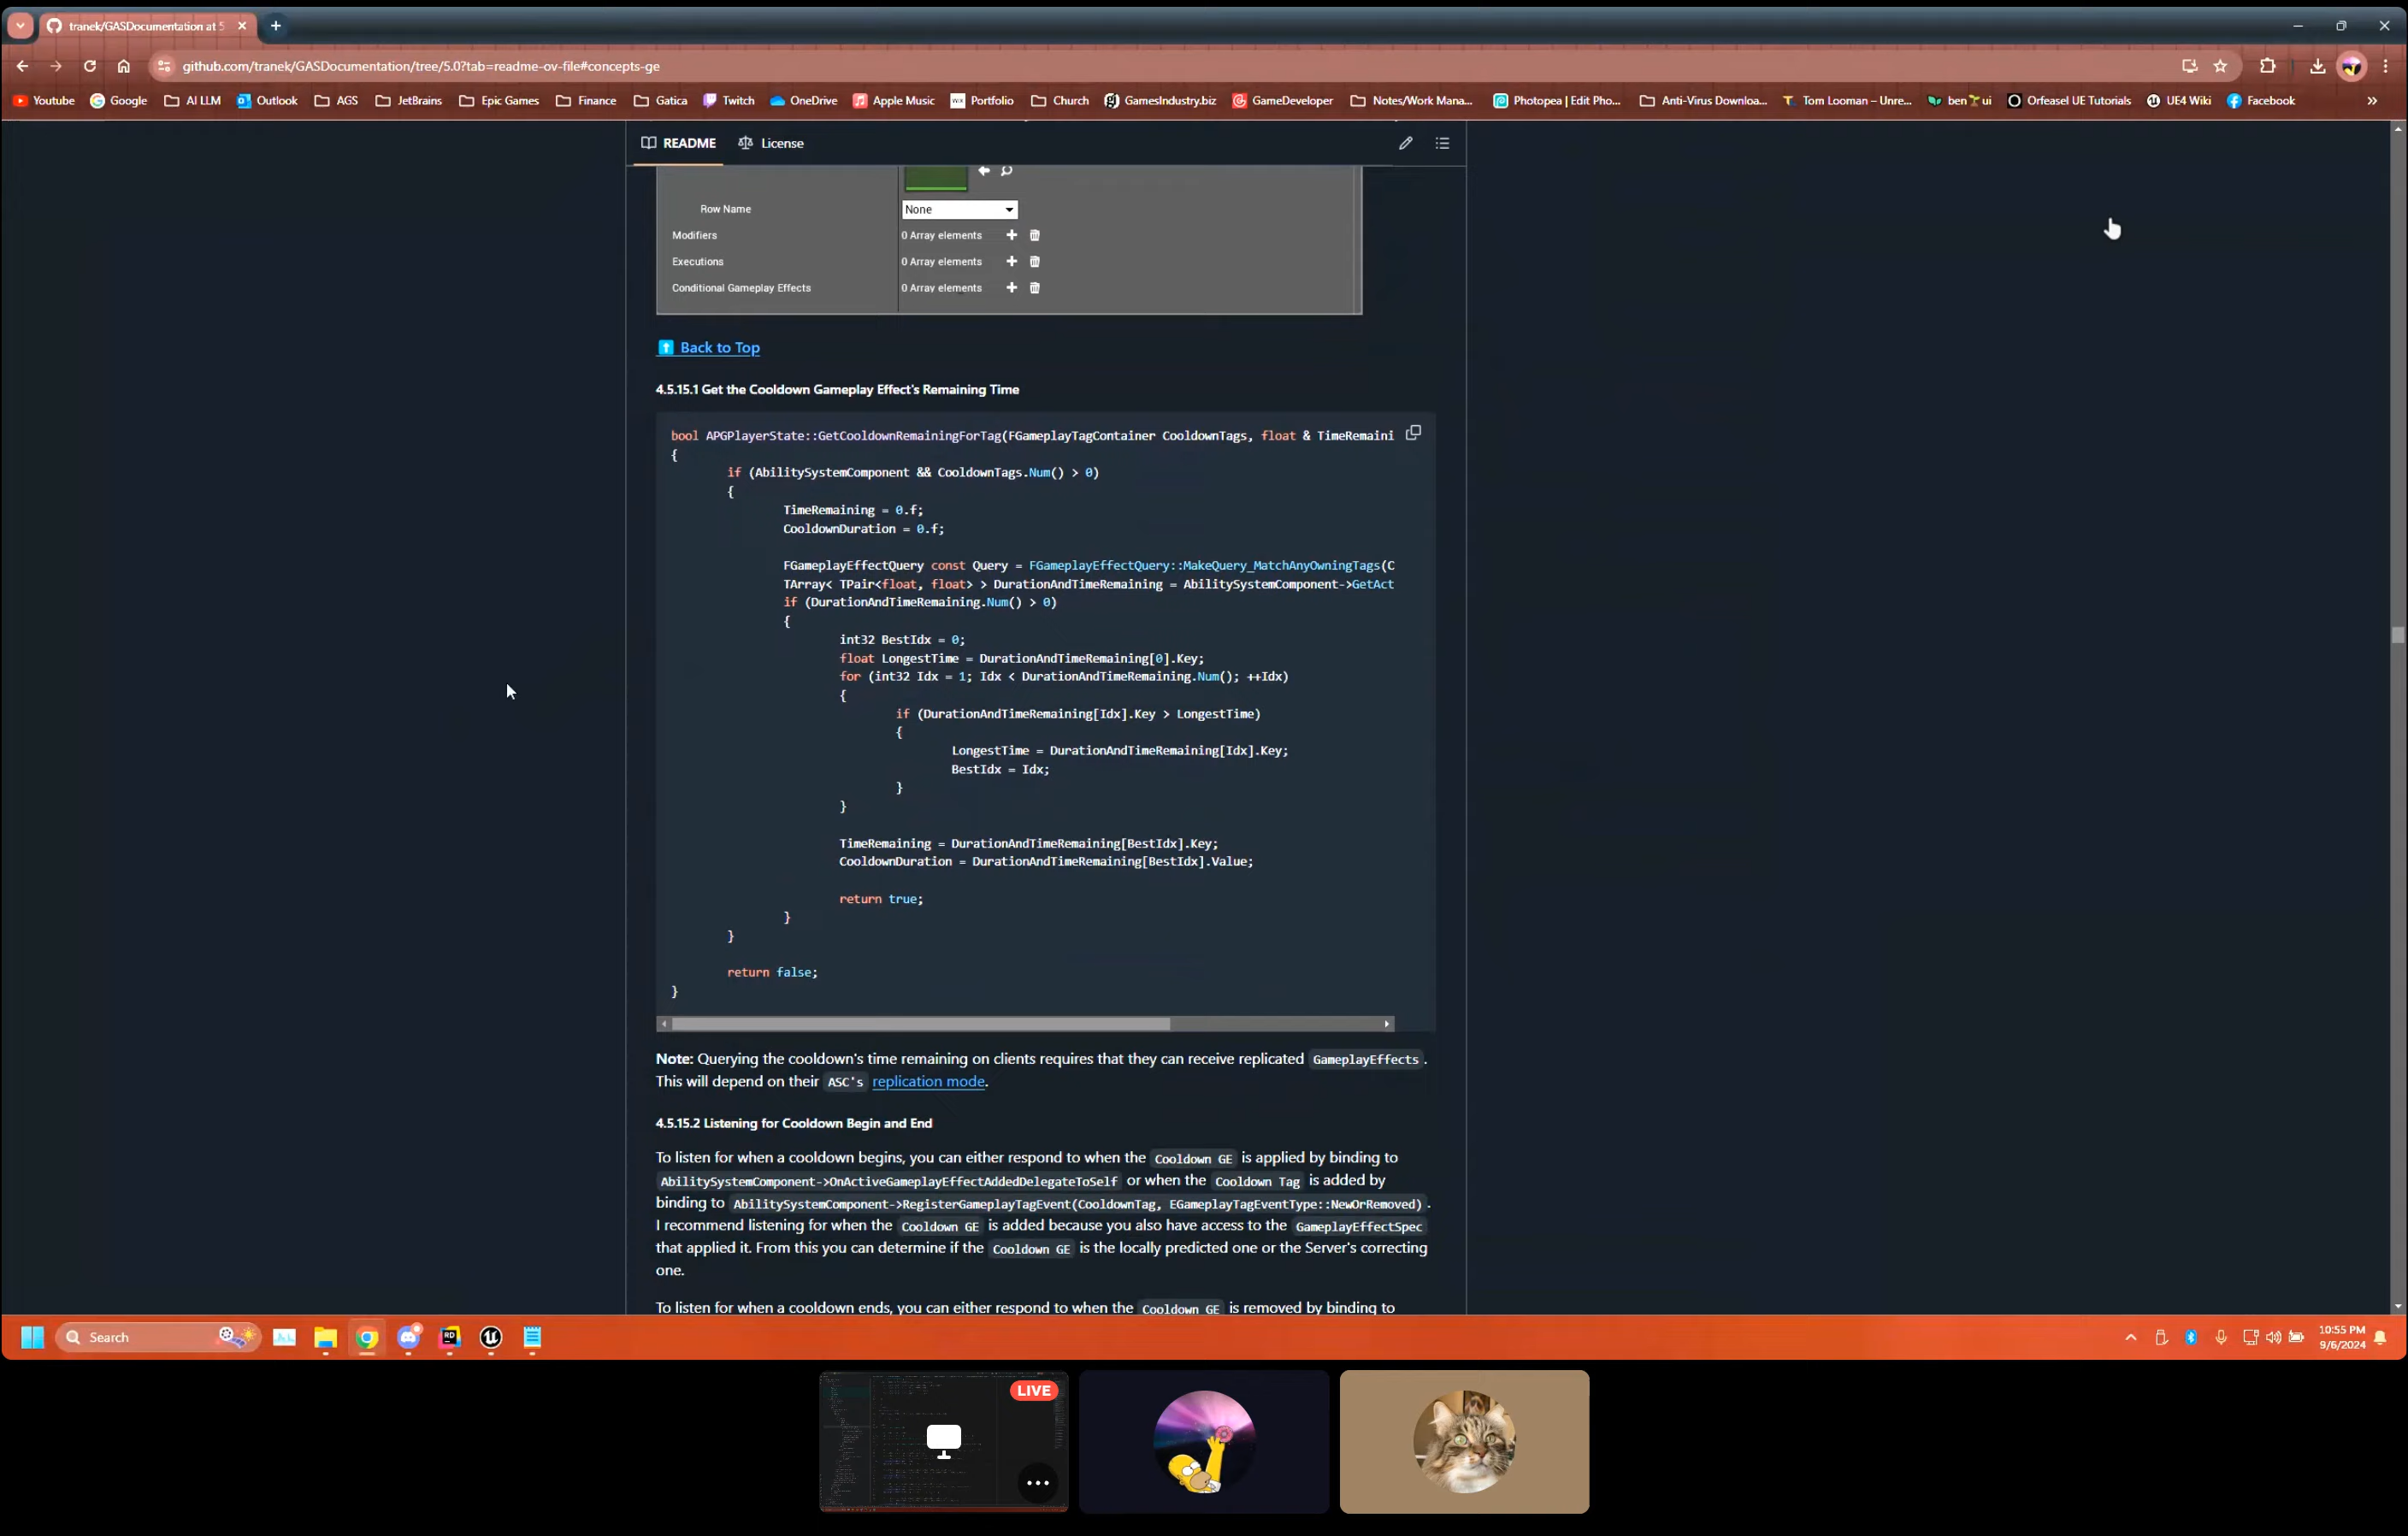 tranek/GASDocumentation at 5
github.com/tranek/GASDocumentation/tree/5.0?tab=readme-ov-file#concepts-ge
Youtube Google AI LLM Outlook AGS JetBrains Epic Games Finance Gatica Twitch OneDrive Apple Music Portfolio Church GamesIndustry.biz GameDeveloper Notes/Work Mana... Photopea | Edit Pho... Anti-Virus Downloa... Tom Looman – Unre... ben ui Orfeasel UE Tutorials UE4 Wiki Facebook »
README License
Row Name None
Modifiers 0 Array elements
Executions 0 Array elements
Conditional Gameplay Effects 0 Array elements
Back to Top
4.5.15.1 Get the Cooldown Gameplay Effect's Remaining Time
bool APGPlayerState::GetCooldownRemainingForTag(FGameplayTagContainer CooldownTags, float & TimeRemaini
{
if (AbilitySystemComponent && CooldownTags.Num() > 0)
{
TimeRemaining = 0.f;
CooldownDuration = 0.f;
FGameplayEffectQuery const Query = FGameplayEffectQuery::MakeQuery_MatchAnyOwningTags(C
TArray< TPair<float, float> > DurationAndTimeRemaining = AbilitySystemComponent->GetAct
if (DurationAndTimeRemaining.Num() > 0)
{
int32 BestIdx = 0;
float LongestTime = DurationAndTimeRemaining[0].Key;
for (int32 Idx = 1; Idx < DurationAndTimeRemaining.Num(); ++Idx)
{
if (DurationAndTimeRemaining[Idx].Key > LongestTime)
{
LongestTime = DurationAndTimeRemaining[Idx].Key;
BestIdx = Idx;
}
}
TimeRemaining = DurationAndTimeRemaining[BestIdx].Key;
CooldownDuration = DurationAndTimeRemaining[BestIdx].Value;
return true;
}
}
return false;
}
Note: Querying the cooldown's time remaining on clients requires that they can receive replicated GameplayEffects .
This will depend on their ASC's replication mode.
4.5.15.2 Listening for Cooldown Begin and End
To listen for when a cooldown begins, you can either respond to when the Cooldown GE is applied by binding to
AbilitySystemComponent->OnActiveGameplayEffectAddedDelegateToSelf or when the Cooldown Tag is added by
binding to AbilitySystemComponent->RegisterGameplayTagEvent(CooldownTag, EGameplayTagEventType::NewOrRemoved) .
I recommend listening for when the Cooldown GE is added because you also have access to the GameplayEffectSpec
that applied it. From this you can determine if the Cooldown GE is the locally predicted one or the Server's correcting
one.
To listen for when a cooldown ends, you can either respond to when the Cooldown GE is removed by binding to
Search
RD
10:55 PM
9/6/2024
LIVE